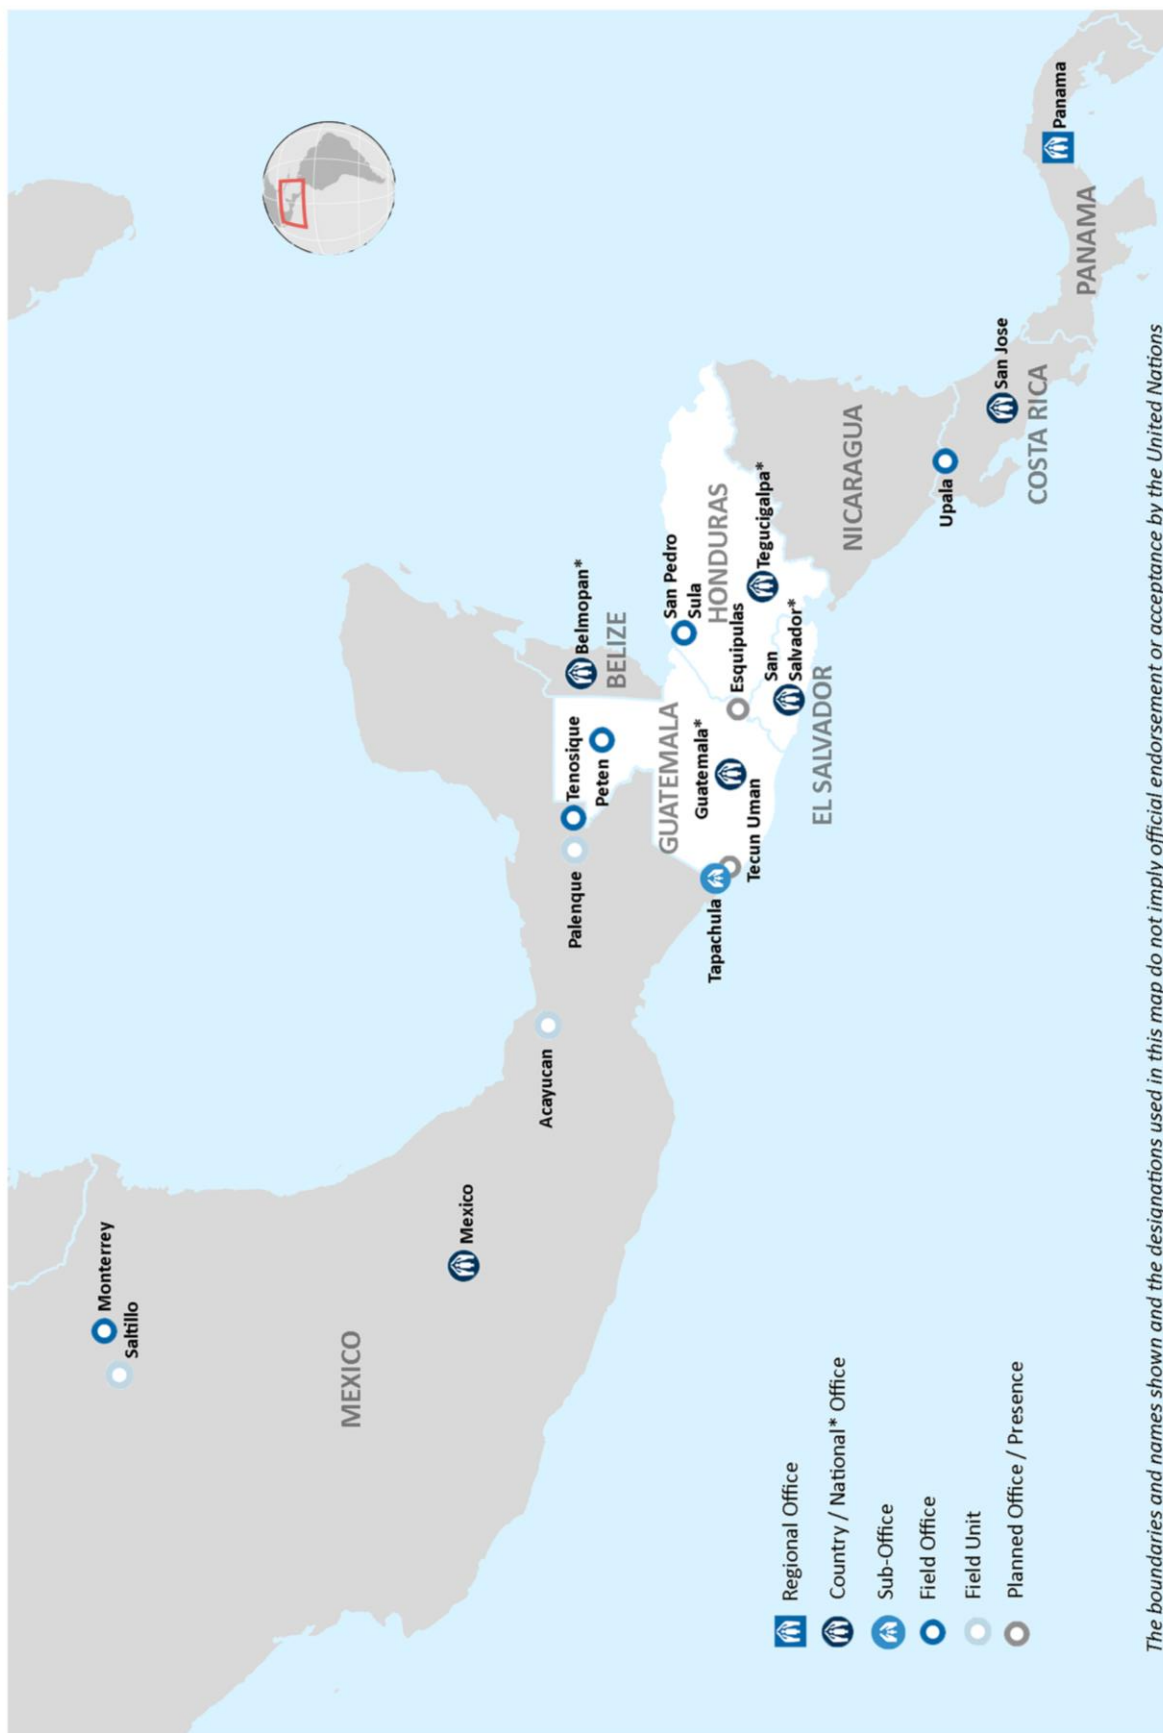 Monterrey
Saltillo
MEXICO
Mexico
Acayucan
Palenque
Tenosique
Peten
Belmopan*
BELIZE
GUATEMALA
Guatemala*
Tapachula
Tecun Uman
San Pedro
Sula
HONDURAS
Tegucigalpa*
Esquipulas
San
Salvador*
EL SALVADOR
NICARAGUA
Upala
San Jose
COSTA RICA
PANAMA
Panama
Regional Office
Country / National* Office
Sub-Office
Field Office
Field Unit
Planned Office / Presence
The boundaries and names shown and the designations used in this map do not imply official endorsement or acceptance by the United Nations